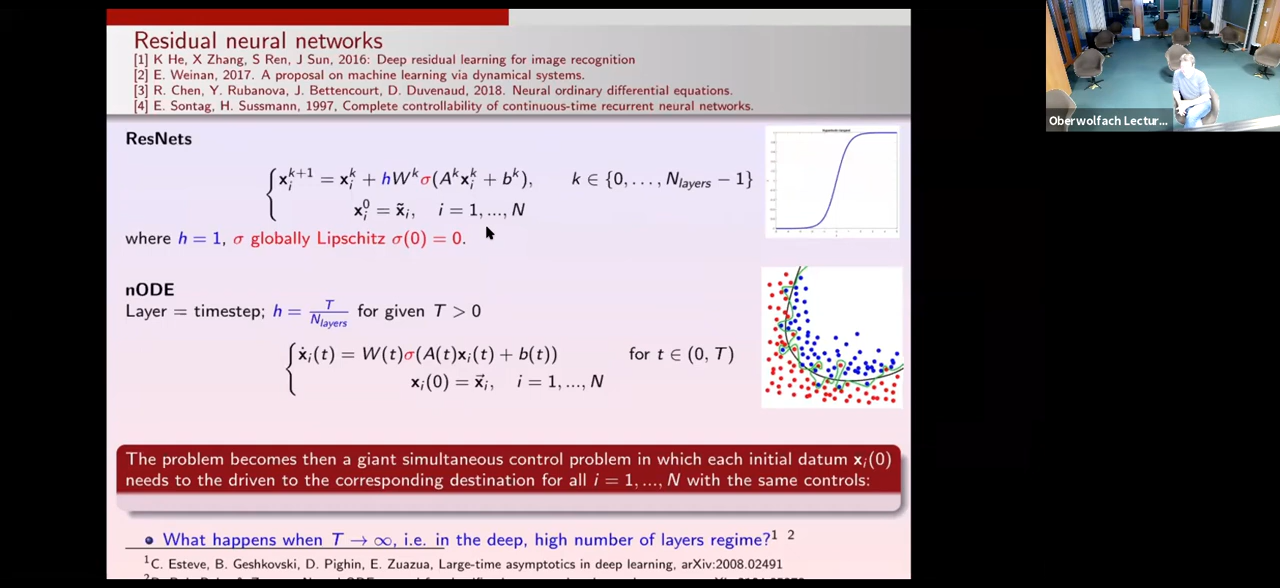 Residual neural networks
[1] K He, X Zhang, S Ren, J Sun, 2016: Deep residual learning for image recognition
[2] E. Weinan, 2017. A proposal on machine learning via dynamical systems.
[3] R. Chen, Y. Rubanova, J. Bettencourt, D. Duvenaud, 2018. Neural ordinary differential equations.
[4] E. Sontag, H. Sussmann, 1997, Complete controllability of continuous-time recurrent neural networks.
Oberwolfach Lectur...
ResNets
x_i^{k+1} = x_i^k + hW^kσ(A^k x_i^k + b^k), k ∈ {0, . . . , N_{layers} − 1}
x_i^0 = x̃_i, i = 1, ..., N
where h = 1, σ globally Lipschitz σ(0) = 0.
nODE
Layer = timestep; h = T/N_{layers} for given T > 0
ẋ_i(t) = W(t)σ(A(t)x_i(t) + b(t)) for t ∈ (0, T)
x_i(0) = x⃗_i, i = 1, ..., N
The problem becomes then a giant simultaneous control problem in which each initial datum x_i(0)
needs to the driven to the corresponding destination for all i = 1, ..., N with the same controls:
What happens when T → ∞, i.e. in the deep, high number of layers regime?¹ ²
¹C. Esteve, B. Geshkovski, D. Pighin, E. Zuazua, Large-time asymptotics in deep learning, arXiv:2008.02491